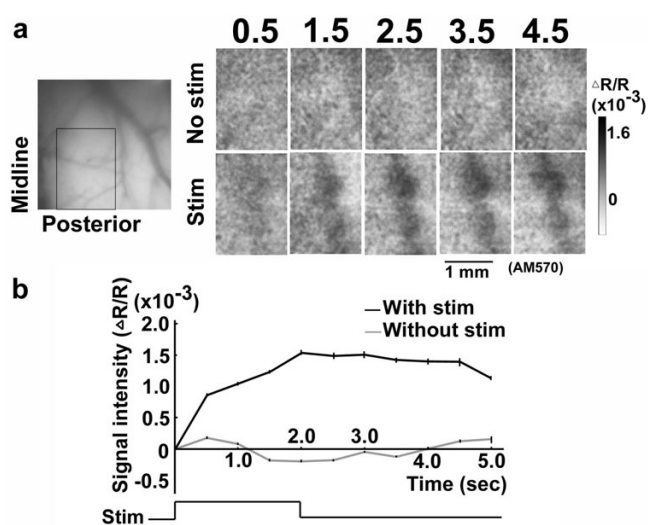 a
0.5 1.5 2.5 3.5 4.5
△R/R
(x10-3)
1.6
0
No stim
Midline
Posterior
Stim
1 mm
(AM570)
b
Signal intensity (△R/R)
(x10-3)
With stim
Without stim
2.0
1.5
1.0
0.5
0
-0.5
1.0 2.0 3.0 4.0 5.0
Time (sec)
Stim